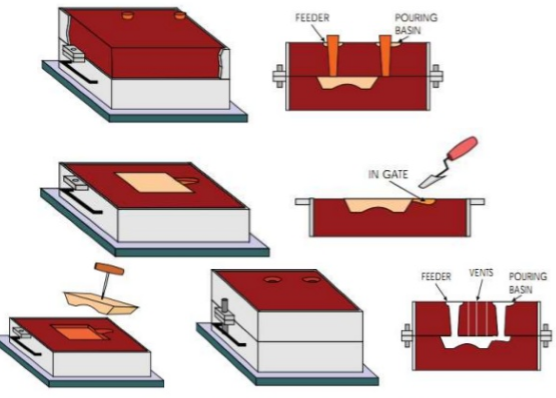 FEEDER
POURING
BASIN
IN GATE
FEEDER
VENTS
POURING
BASIN